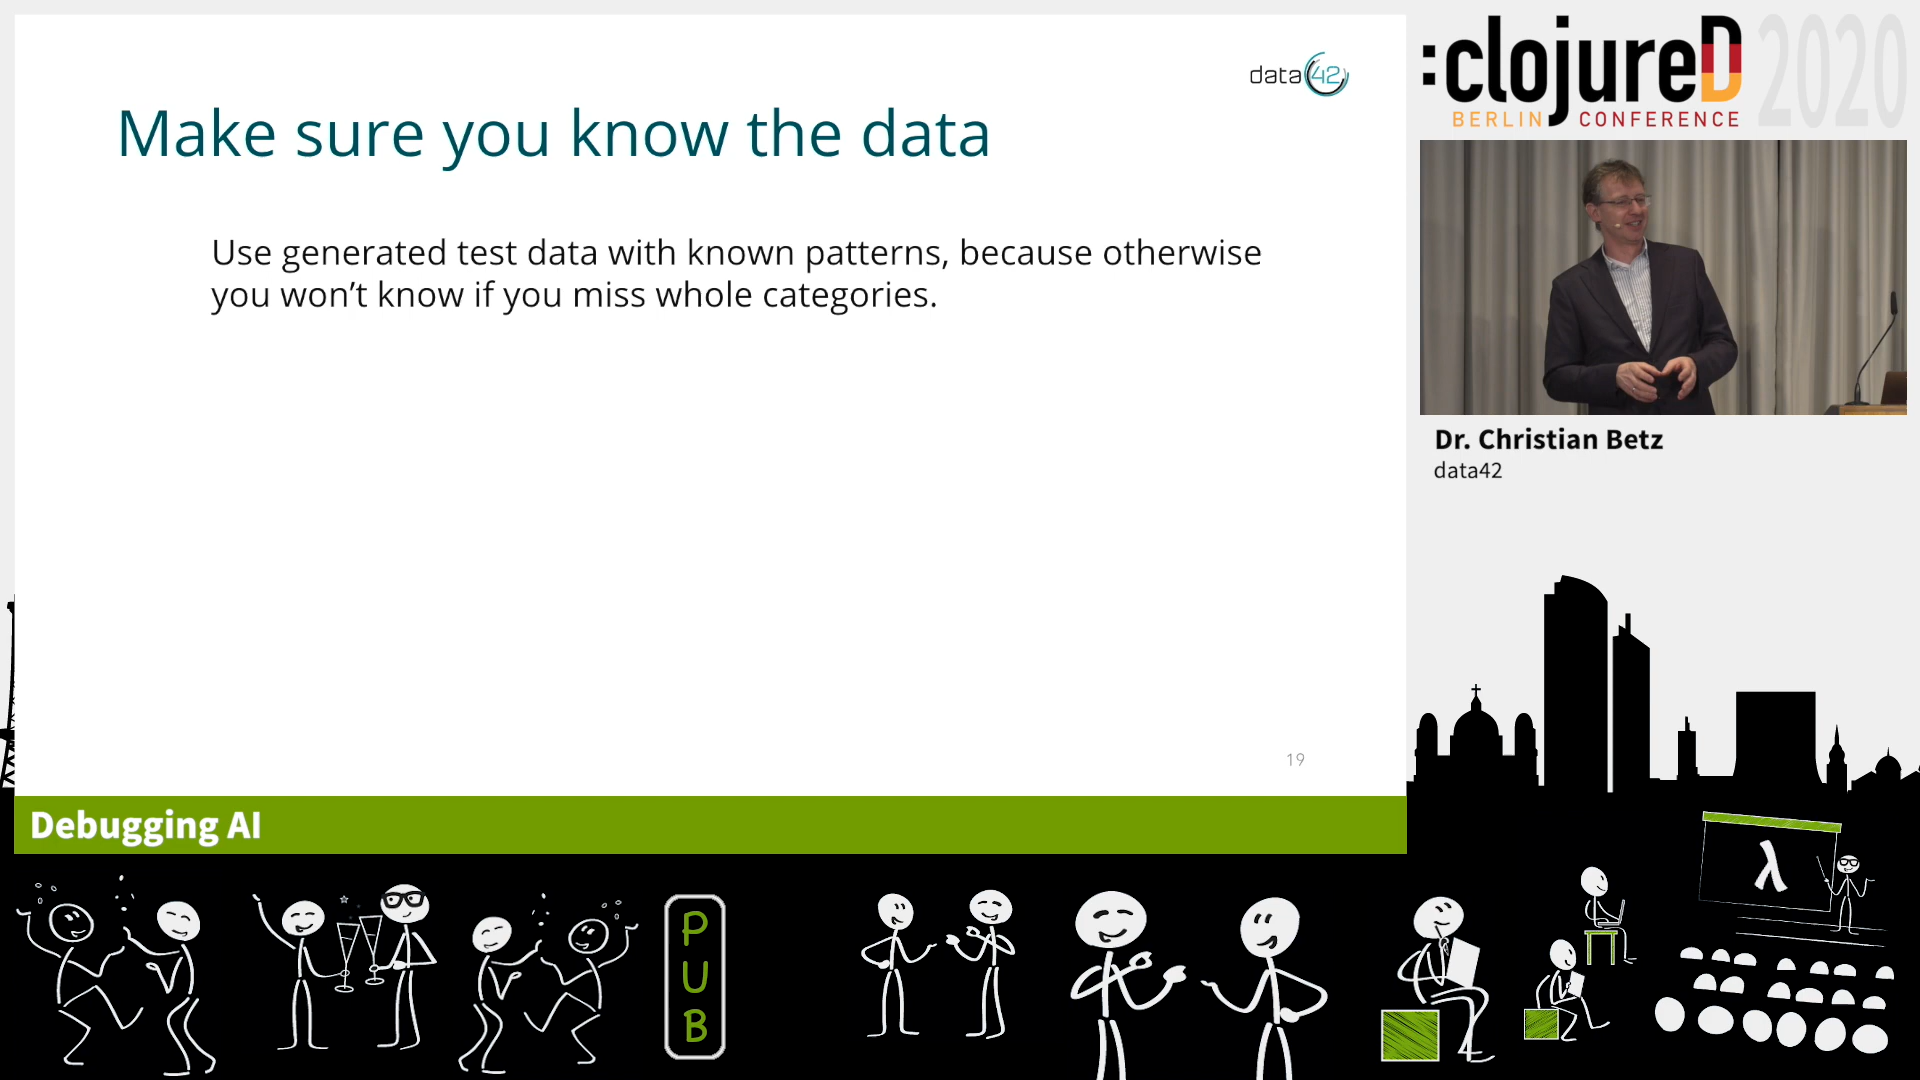 data 42
Make sure you know the data
Use generated test data with known patterns, because otherwise
you won’t know if you miss whole categories.
19
Debugging AI
:clojureD 2020
BERLIN CONFERENCE
Dr. Christian Betz
data42
PUB
λ